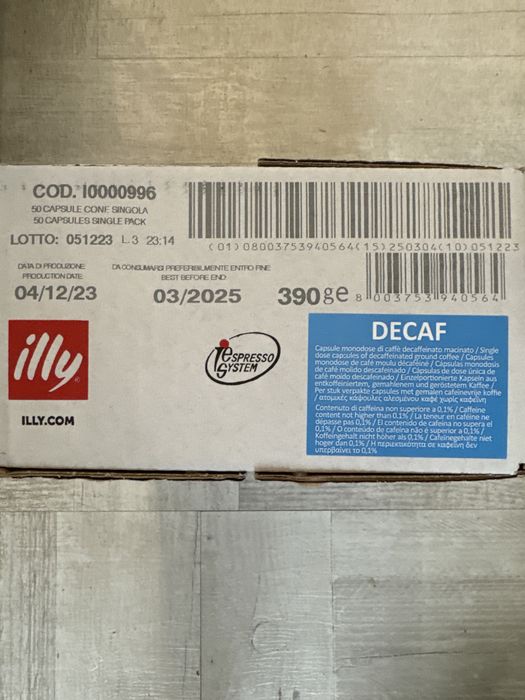 COD. I0000996
50 CAPSULE CONF. SINGOLA
50 CAPSULES SINGLE PACK
LOTTO: 051223 L 3 23:14
(01)08003753940564(15)250304(10)051223
DATA DI PRODUZIONE
PRODUCTION DATE
04/12/23
DA CONSUMARSI PREFERIBILMENTE ENTRO FINE
BEST BEFORE END
03/2025
390g e
8 003753 940564
illy
ILLY.COM
iespresso
SYSTEM
DECAF
Capsule monodose di caffè decaffeinato macinato / Single
dose capsules of decaffeinated ground coffee / Capsules
monodose de café moulu décaféiné / Cápsulas monodosis
de café molido descafeinado / Cápsulas de dose única de
café moído descafeinado / Einzelportionierte Kapseln aus
entkoffeiniertem, gemahlenem und geröstetem Kaffee /
Per stuk verpakte capsules met gemalen cafeïnevrije koffie
/ ατομικές κάψουλες αλεσμένου καφέ χωρίς καφεΐνη
Contenuto di caffeina non superiore a 0,1% / Caffeine
content not higher than 0.1% / La teneur en caféine ne
dépasse pas 0,1% / El contenido de cafeína no supera el
0,1% / O conteúdo de cafeína não é superior a 0,1% /
Koffeingehalt nicht höher als 0,1% / Cafeïnegehalte niet
hoger dan 0,1% / Η περιεκτικότητα σε καφεΐνη δεν
υπερβαίνει το 0,1%